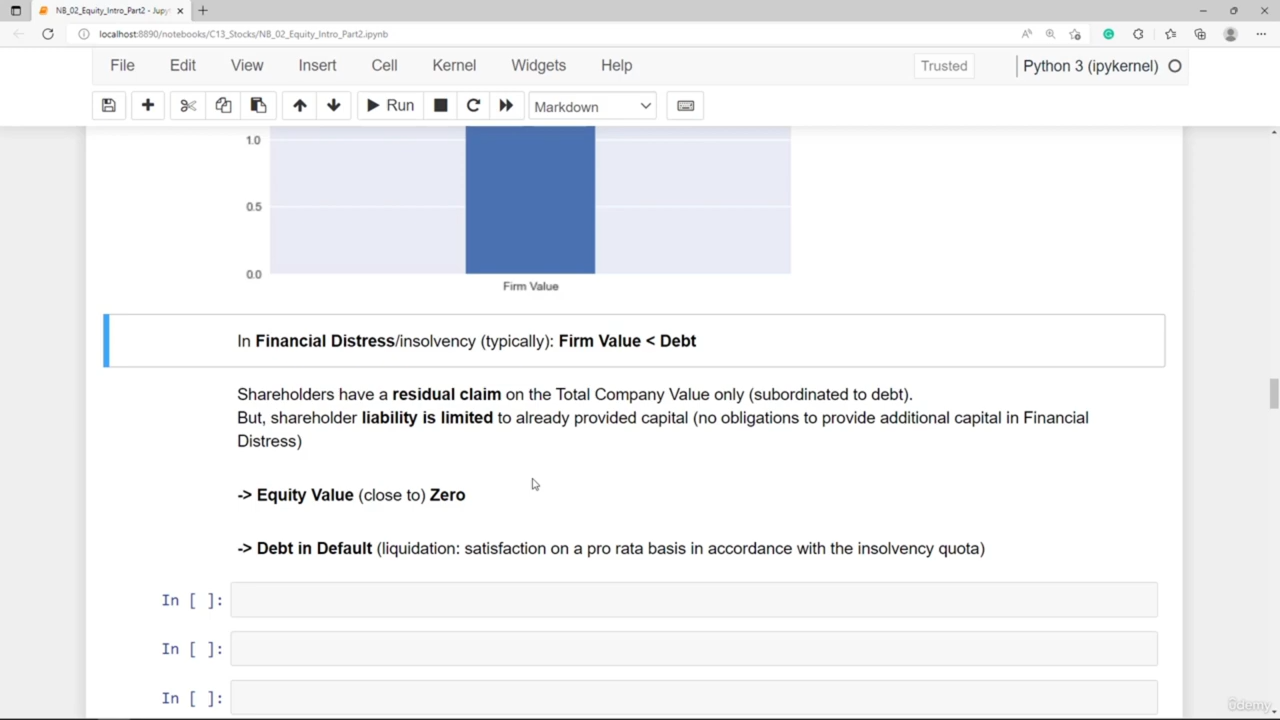 NB_02_Equity_Intro_Part2 - Jupy
localhost:8890/notebooks/C13_Stocks/NB_02_Equity_Intro_Part2.ipynb
File Edit View Insert Cell Kernel Widgets Help Trusted Python 3 (ipykernel)
Run Markdown
1.0
0.5
0.0
Firm Value
In Financial Distress/insolvency (typically): Firm Value < Debt
Shareholders have a residual claim on the Total Company Value only (subordinated to debt).
But, shareholder liability is limited to already provided capital (no obligations to provide additional capital in Financial
Distress)
-> Equity Value (close to) Zero
-> Debt in Default (liquidation: satisfaction on a pro rata basis in accordance with the insolvency quota)
In [ ]:
In [ ]:
In [ ]:
ûdemy